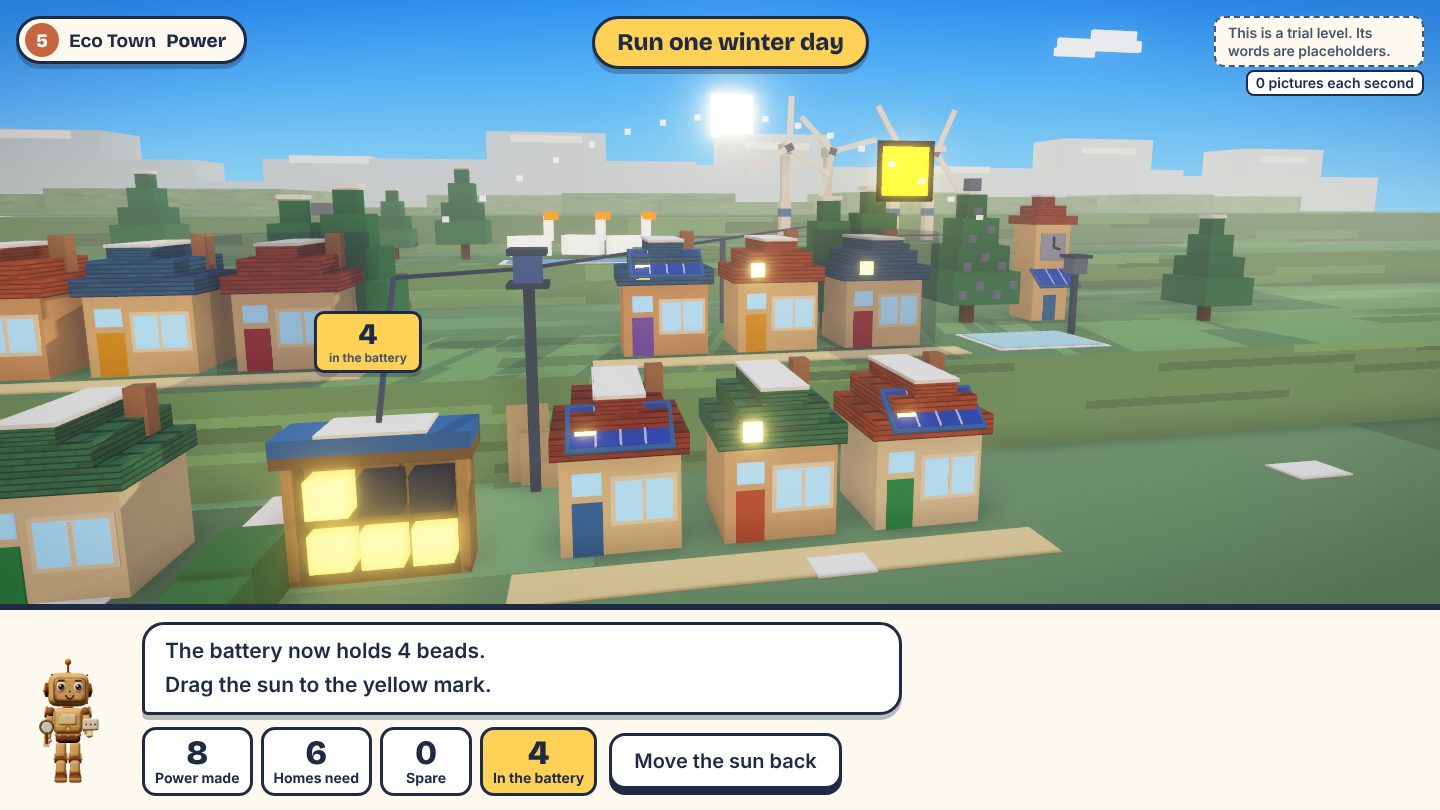 5 Eco Town Power
Run one winter day
This is a trial level. Its
words are placeholders.
0 pictures each second
4
in the battery
The battery now holds 4 beads.
Drag the sun to the yellow mark.
8
Power made
6
Homes need
0
Spare
4
In the battery
Move the sun back